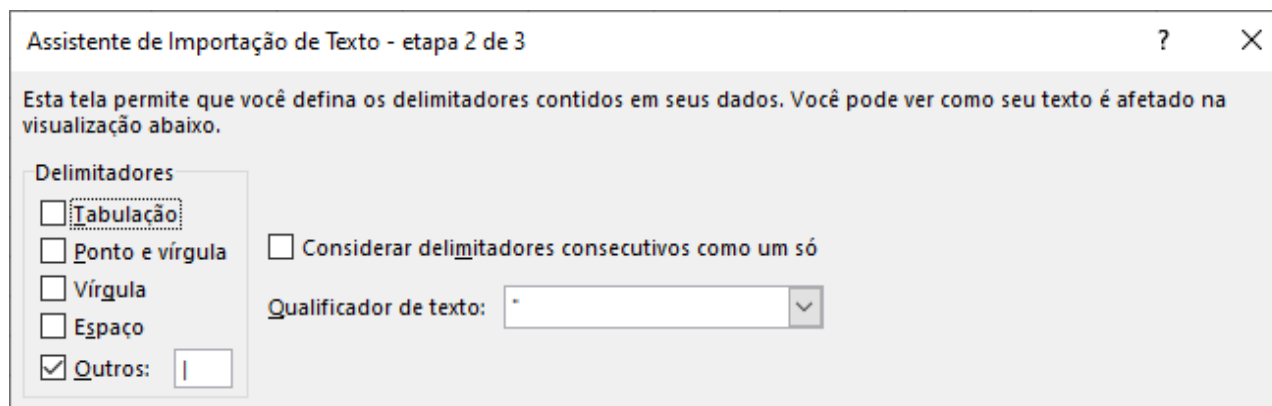 Assistente de Importação de Texto - etapa 2 de 3 ? ×
Esta tela permite que você defina os delimitadores contidos em seus dados. Você pode ver como seu texto é afetado na
visualização abaixo.
Delimitadores
Tabulação
Ponto e vírgula
Considerar delimitadores consecutivos como um só
Vírgula
Qualificador de texto: "
Espaço
Outros: |